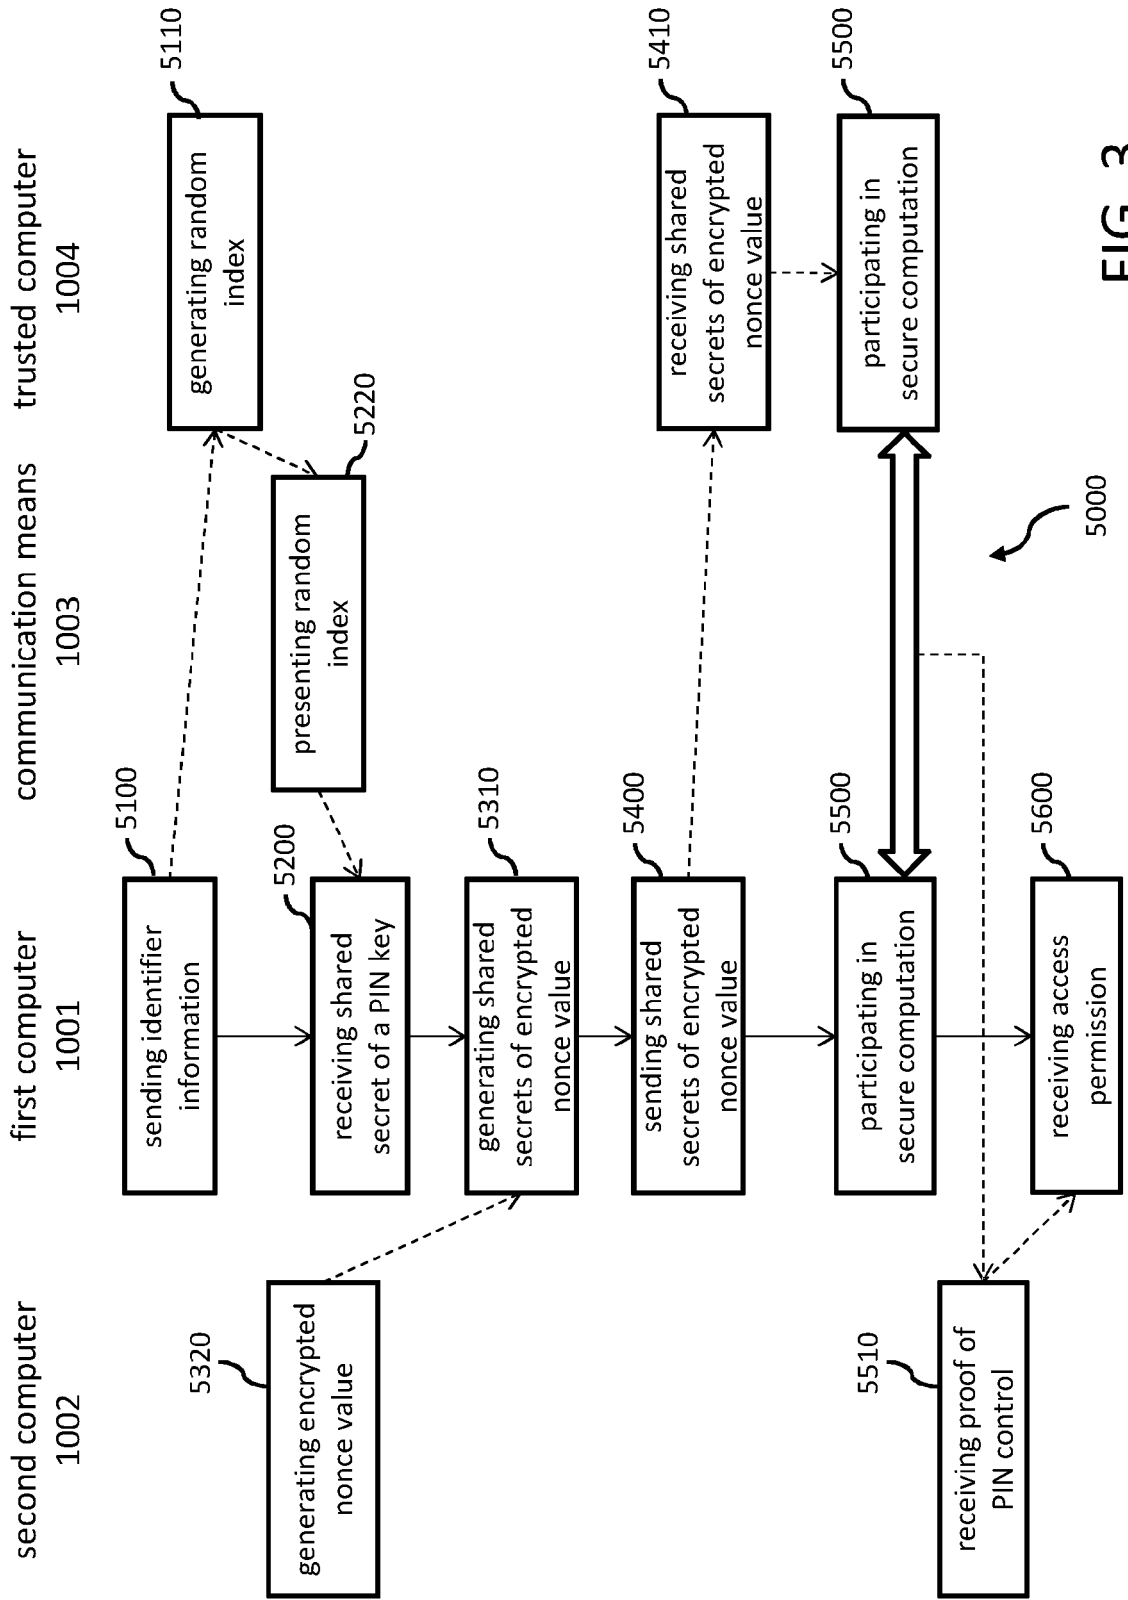 second computer
1002
first computer
1001
communication means
1003
trusted computer
1004
5100
sending identifier
information
5110
generating random
index
5220
presenting random
index
5200
receiving shared
secret of a PIN key
5320
generating encrypted
nonce value
5310
generating shared
secrets of encrypted
nonce value
5400
sending shared
secrets of encrypted
nonce value
5410
receiving shared
secrets of encrypted
nonce value
5500
participating in
secure computation
5500
participating in
secure computation
5510
receiving proof of
PIN control
5600
receiving access
permission
5000
FIG. 3